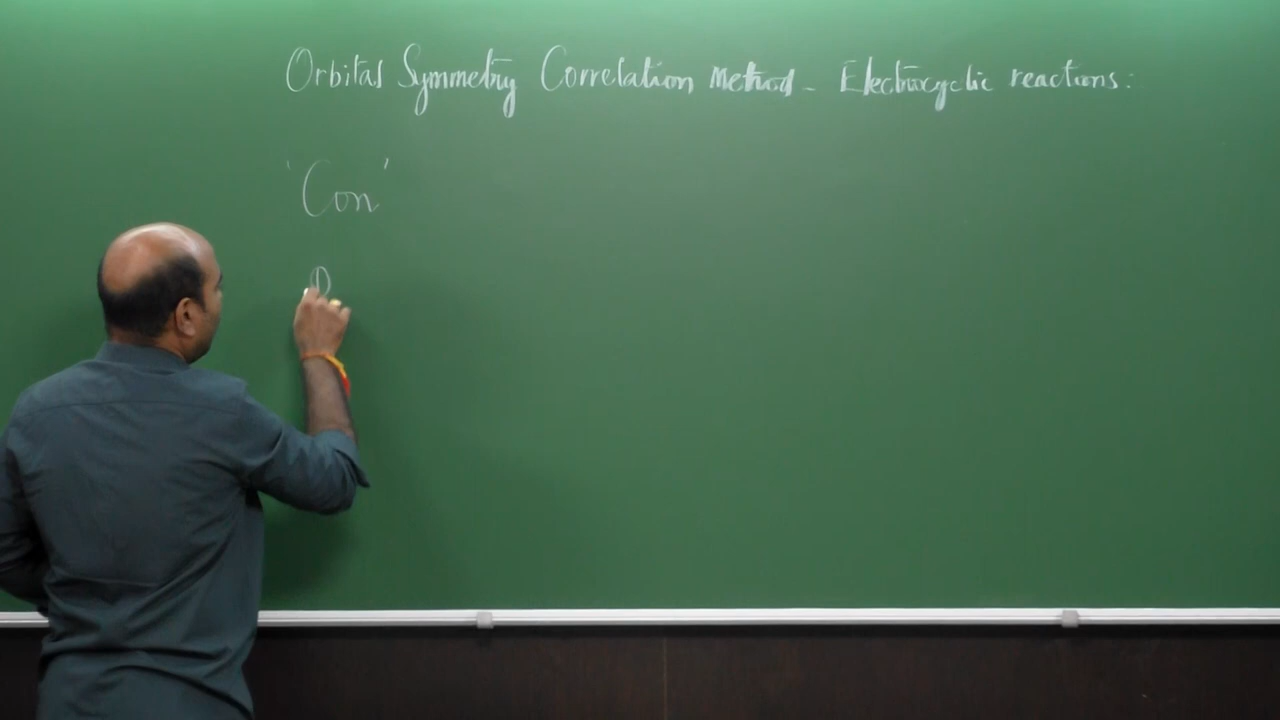 Orbital Symmetry Correlation Method - Electrocyclic reactions:
'Con'
D